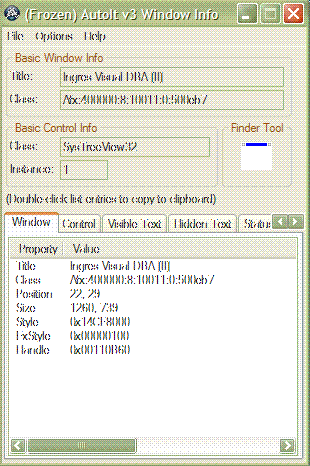 (Frozen) AutoIt v3 Window Info
File Options Help
Basic Window Info
Title: Ingres Visual DBA (II)
Class: Afx:400000:8:10011:0:500eb7
Basic Control Info
Class: SysTreeView32
Instance: 1
Finder Tool
(Double-click list entries to copy to clipboard)
Window Control Visible Text Hidden Text Status
Property Value
Title Ingres Visual DBA (II)
Class Afx:400000:8:10011:0:500eb7
Position 22, 29
Size 1260, 739
Style 0x14CF8000
ExStyle 0x00000100
Handle 0x00110B60